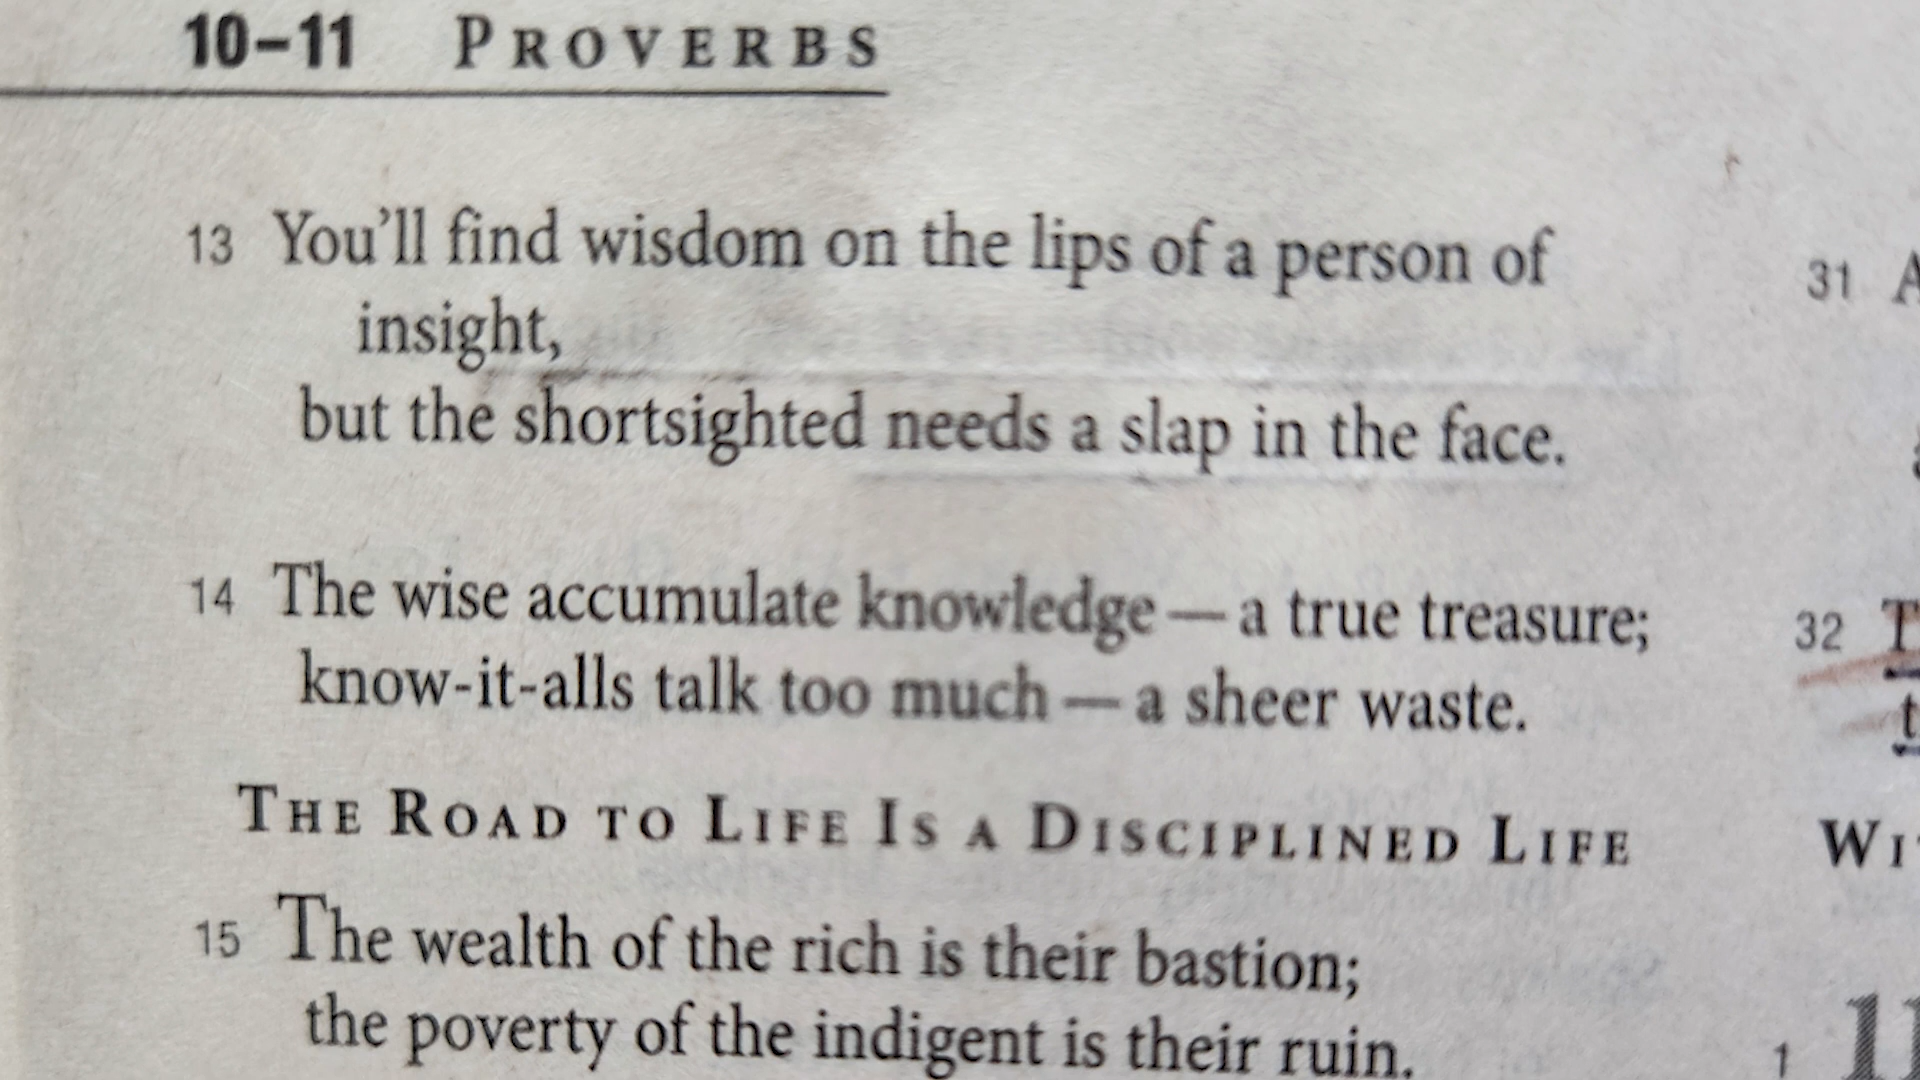 10–11 PROVERBS
13 You'll find wisdom on the lips of a person of
insight,
but the shortsighted needs a slap in the face.
14 The wise accumulate knowledge — a true treasure;
know-it-alls talk too much — a sheer waste.
THE ROAD TO LIFE IS A DISCIPLINED LIFE
15 The wealth of the rich is their bastion;
the poverty of the indigent is their ruin.
31 A
32 T
t
WI
1 11